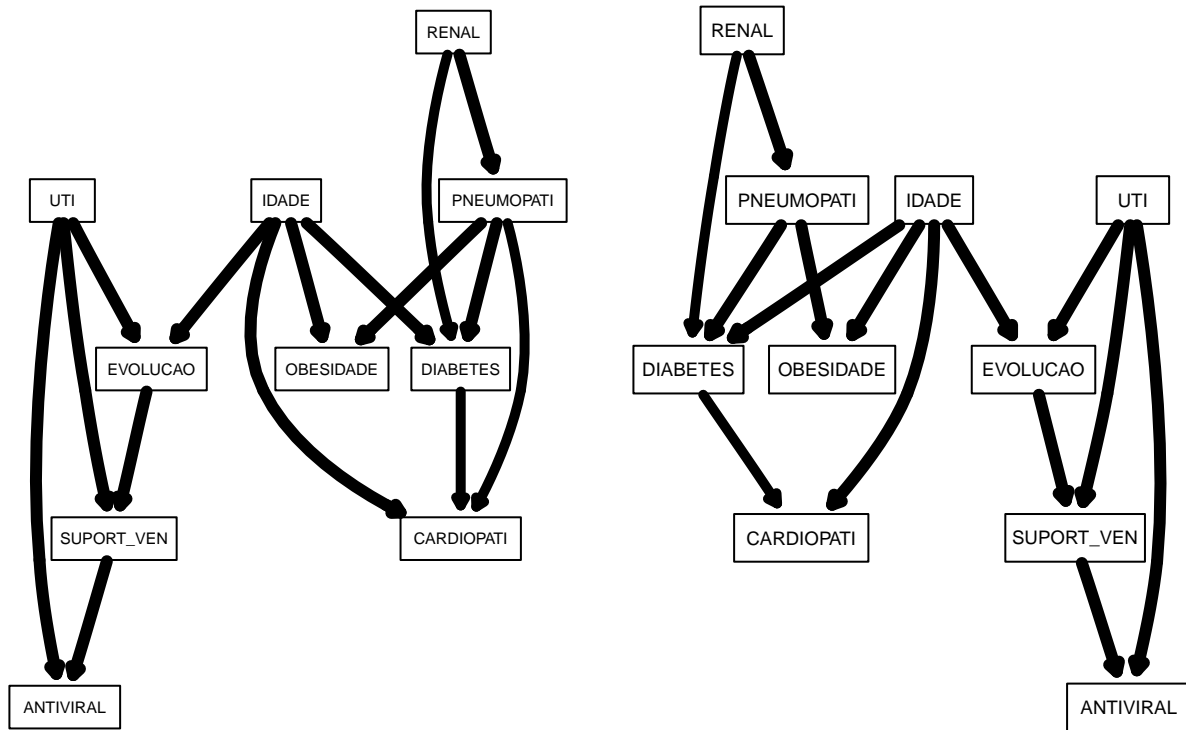 RENAL
UTI
IDADE
PNEUMOPATI
EVOLUCAO
OBESIDADE
DIABETES
SUPORT_VEN
CARDIOPATI
ANTIVIRAL
RENAL
PNEUMOPATI
IDADE
UTI
DIABETES
OBESIDADE
EVOLUCAO
CARDIOPATI
SUPORT_VEN
ANTIVIRAL